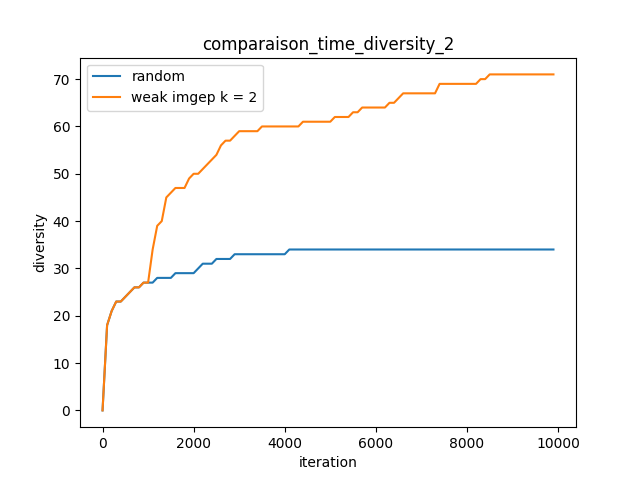 comparaison_time_diversity_2
random
weak imgep k = 2
diversity
70
60
50
40
30
20
10
0
0 2000 4000 6000 8000 10000
iteration